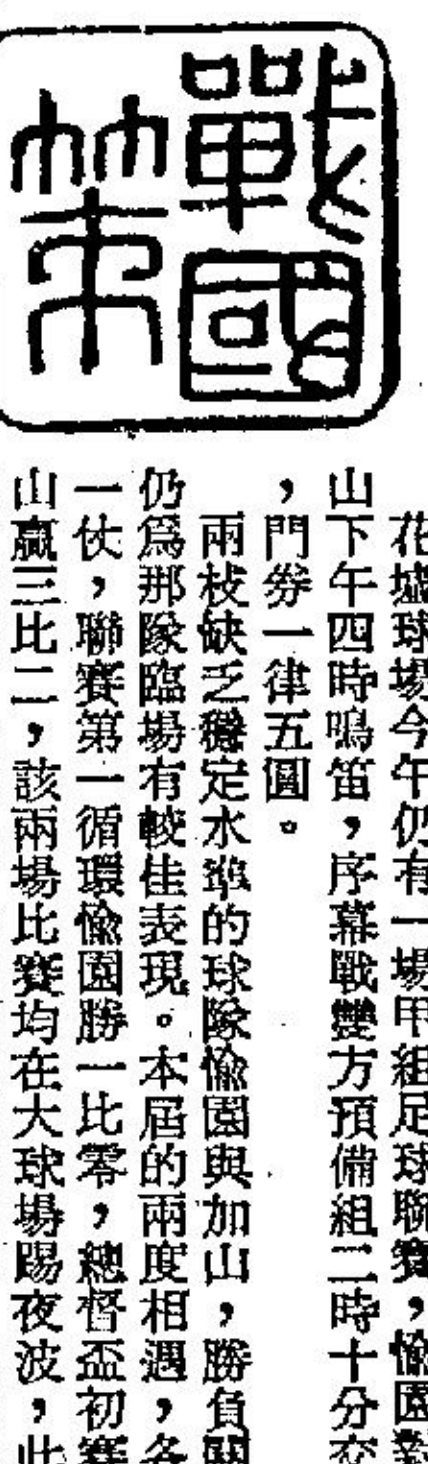 戰國策
花墟球場今午仍有一場甲組足球聯賽，愉園對
山下午四時鳴笛，序幕戰雙方預備組二時十分交
，門券一律五圓。
兩枝缺乏穩定水準的球隊愉園與加山，勝負關
仍爲那隊臨場有較佳表現。本屆的兩度相遇，各
一仗，聯賽第一循環愉園勝一比零，總督盃初賽
山贏三比二，該兩場比賽均在大球場踢夜波，此